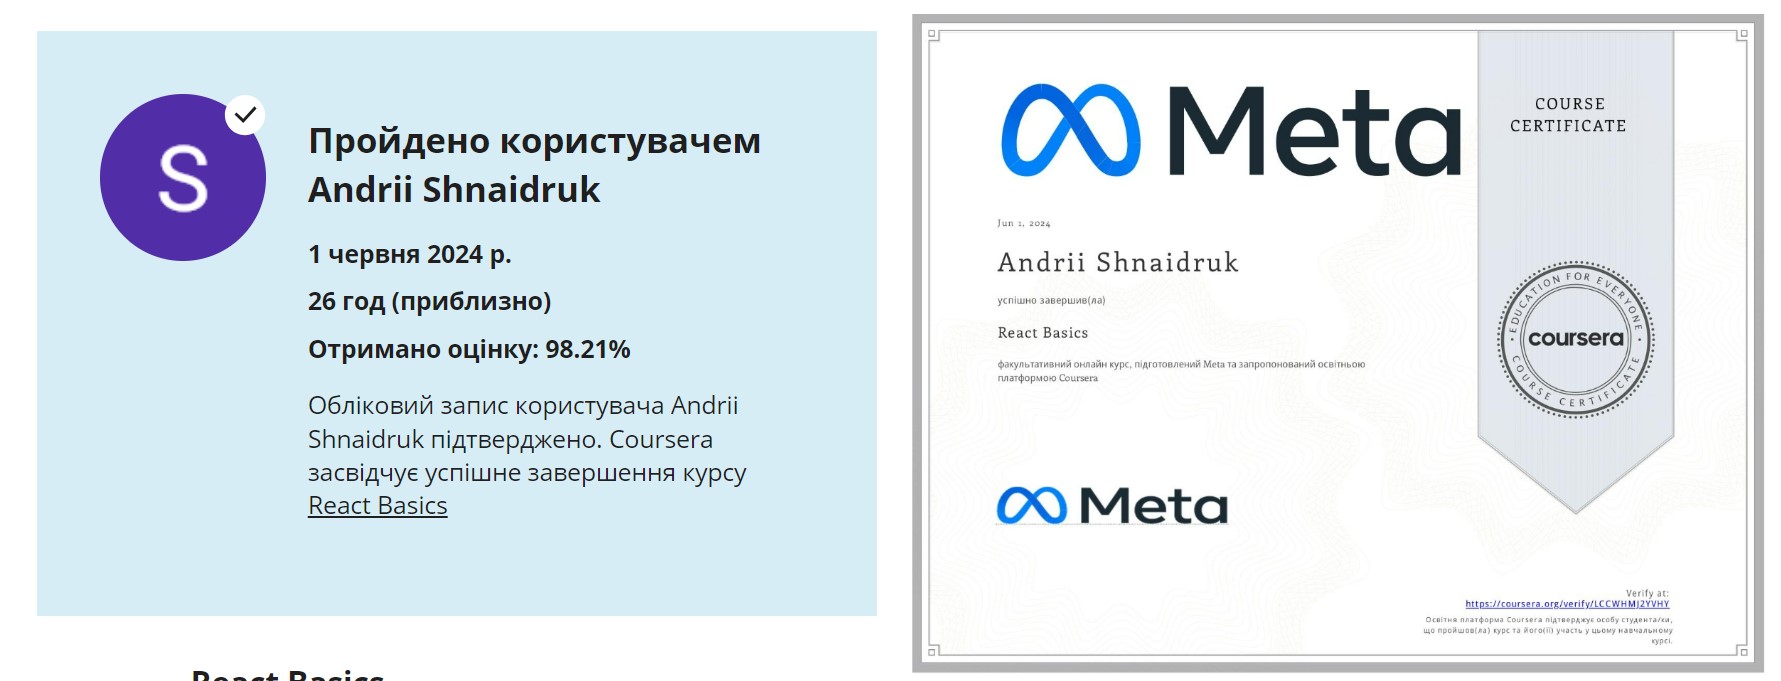 S
Пройдено користувачем
Andrii Shnaidruk
1 червня 2024 р.
26 год (приблизно)
Отримано оцінку: 98.21%
Обліковий запис користувача Andrii
Shnaidruk підтверджено. Coursera
засвідчує успішне завершення курсу
React Basics
React Basics
Meta
COURSE
CERTIFICATE
Jun 1, 2024
Andrii Shnaidruk
успішно завершив(ла)
React Basics
факультативний онлайн курс, підготовлений Meta та запропонований освітньою
платформою Coursera
EDUCATION FOR EVERYONE
coursera
COURSE CERTIFICATE
Meta
Verify at:
https://coursera.org/verify/LCCWHMJ2YVHY
Освітня платформа Coursera підтверджує особу студента/ки,
що пройшов(ла) курс та його(її) участь у цьому навчальному
курсі.